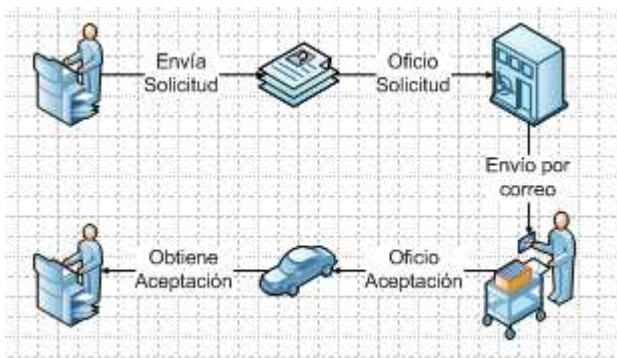 Envía
Solicitud
Oficio
Solicitud
Envio por
correo
Obtiene
Aceptación
Oficio
Aceptación